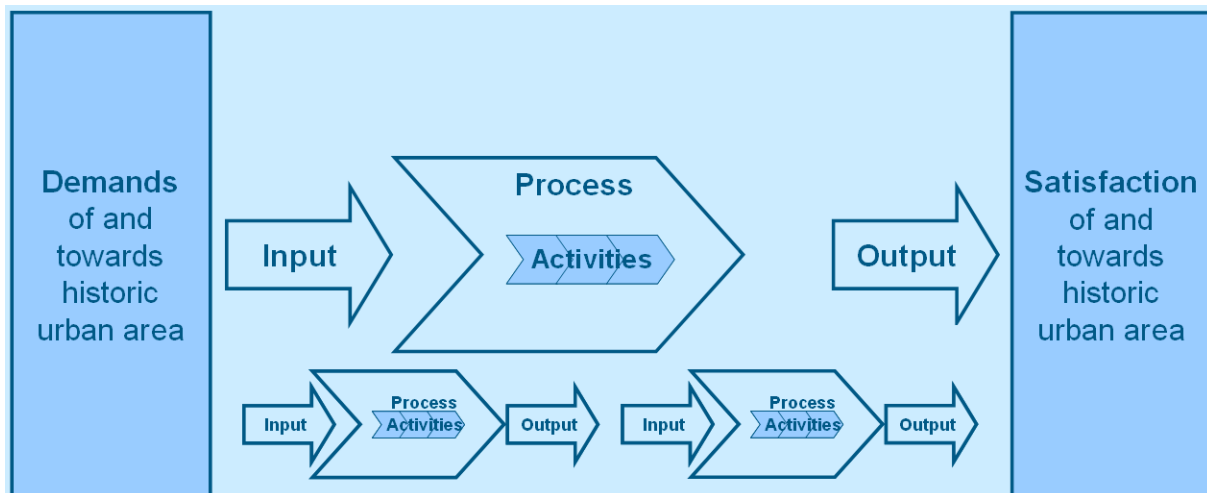 Demands
of and
towards
historic
urban area
Input
Process
Activities
Output
Satisfaction
of and
towards
historic
urban area
Input
Process
Activities
Output
Input
Process
Activities
Output